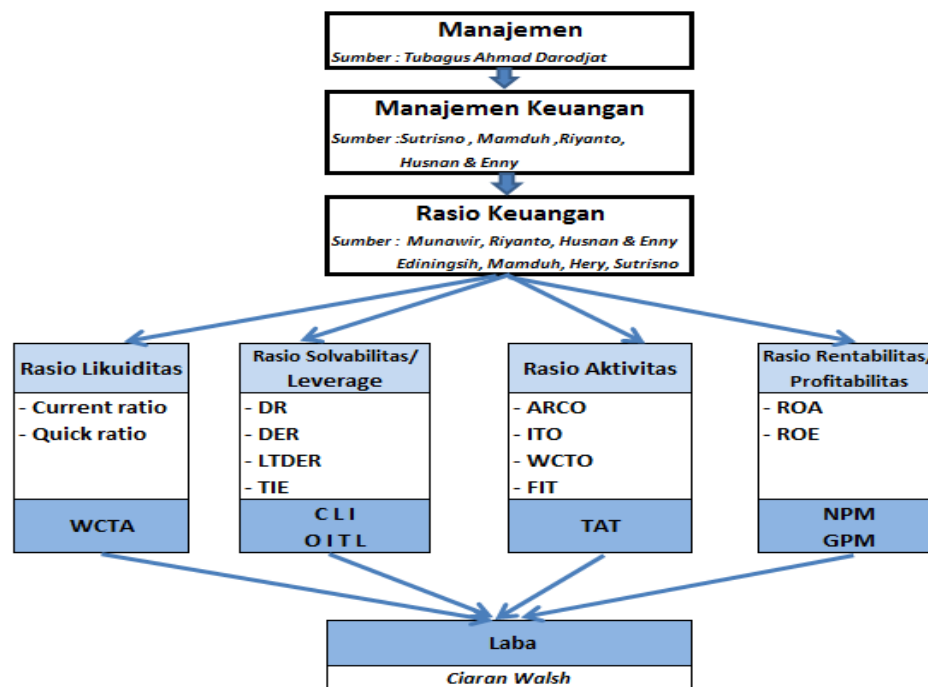 Manajemen
Sumber : Tubagus Ahmad Darodjat
Manajemen Keuangan
Sumber :Sutrisno , Mamduh ,Riyanto,
Husnan & Enny
Rasio Keuangan
Sumber : Munawir, Riyanto, Husnan & Enny
Ediningsih, Mamduh, Hery, Sutrisno
Rasio Likuiditas
- Current ratio
- Quick ratio
WCTA
Rasio Solvabilitas/
Leverage
- DR
- DER
- LTDER
- TIE
C L I
O I T L
Rasio Aktivitas
- ARCO
- ITO
- WCTO
- FIT
TAT
Rasio Rentabilitas/
Profitabilitas
- ROA
- ROE
NPM
GPM
Laba
Ciaran Walsh